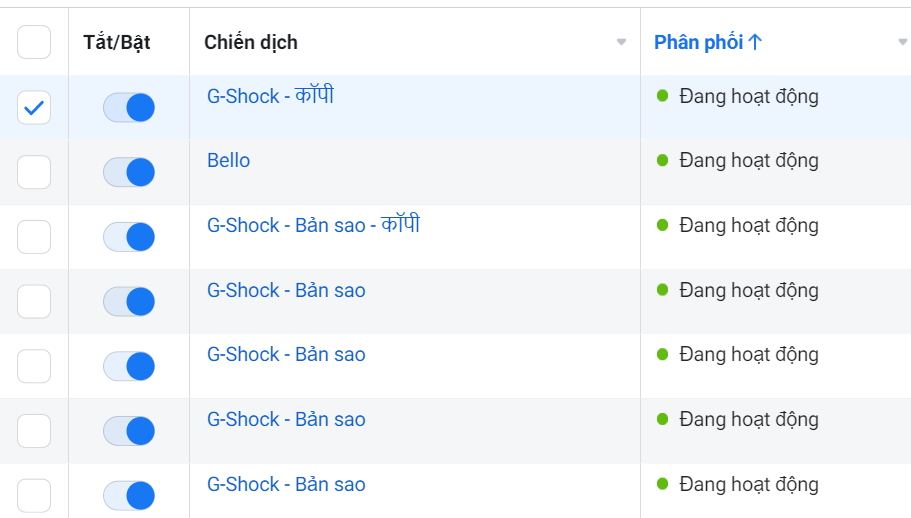 Tắt/Bật Chiến dịch Phân phối↑
G-Shock - कॉपी Đang hoạt động
Bello Đang hoạt động
G-Shock - Bản sao - कॉपी Đang hoạt động
G-Shock - Bản sao Đang hoạt động
G-Shock - Bản sao Đang hoạt động
G-Shock - Bản sao Đang hoạt động
G-Shock - Bản sao Đang hoạt động